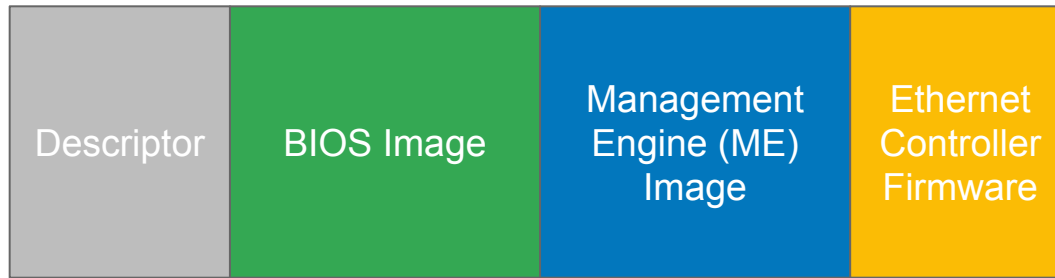 Descriptor
BIOS Image
Management
Engine (ME)
Image
Ethernet
Controller
Firmware